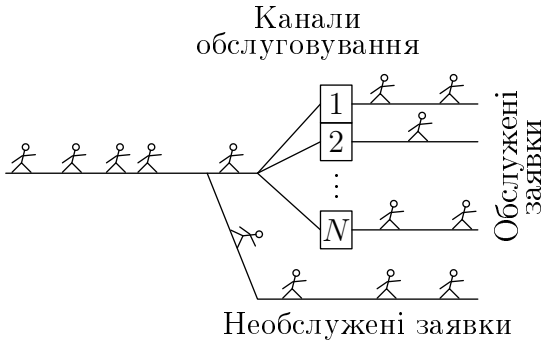 Канали
обслуговування
1
2
⋮
N
Обслужені
заявки
Необслужені заявки